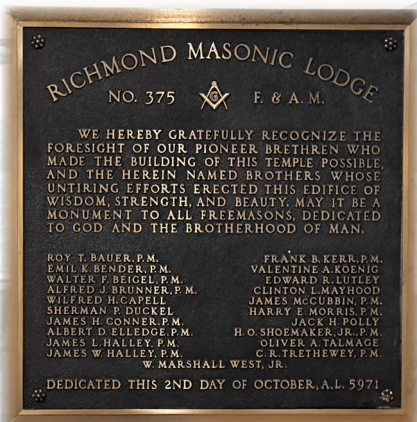 RICHMOND MASONIC LODGE
NO. 375 G F. & A. M.
WE HEREBY GRATEFULLY RECOGNIZE THE
FORESIGHT OF OUR PIONEER BRETHREN WHO
MADE THE BUILDING OF THIS TEMPLE POSSIBLE,
AND THE HEREIN NAMED BROTHERS WHOSE
UNTIRING EFFORTS ERECTED THIS EDIFICE OF
WISDOM, STRENGTH, AND BEAUTY. MAY IT BE A
MONUMENT TO ALL FREEMASONS, DEDICATED
TO GOD AND THE BROTHERHOOD OF MAN.
ROY T. BAUER, P.M.
EMIL K. BENDER, P.M.
WALTER F. BEIGEL, P.M.
ALFRED J. BRUNNER, P.M.
WILFRED H. CAPELL
SHERMAN P. DUCKEL
JAMES H. CONNER, P.M.
ALBERT D. ELLEDGE, P.M.
JAMES L. HALLEY, P.M.
JAMES W. HALLEY, P.M.
FRANK B. KERR, P.M.
VALENTINE A. KOENIG
EDWARD R. LUTLEY
CLINTON L. MAYHOOD
JAMES McCUBBIN, P.M.
HARRY E. MORRIS, P.M.
JACK H. POLLY
H. O. SHOEMAKER, JR., P.M.
OLIVER A. TALMAGE
C. R. TRETHEWEY, P.M.
W. MARSHALL WEST, JR.
DEDICATED THIS 2ND DAY OF OCTOBER, A.L. 5971